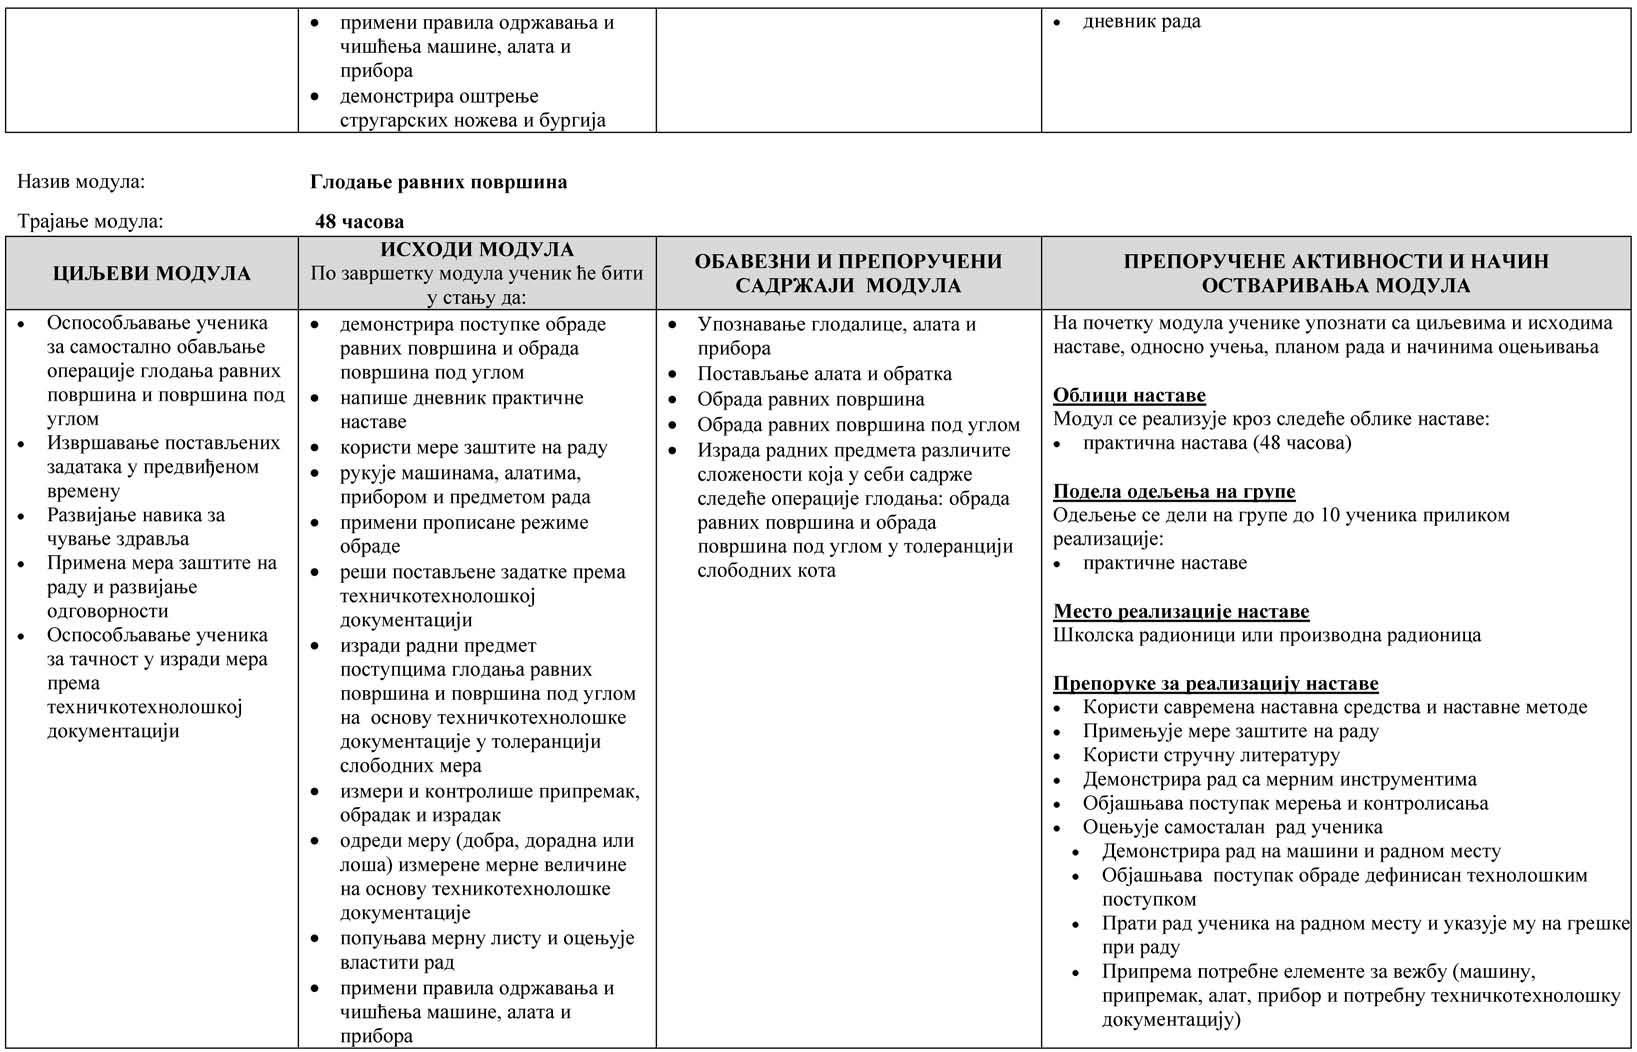 примени правила одржавања и
чишћења машине, алата и
прибора
демонстрира оштрење
стругарских ножева и бургија
дневник рада
Назив модула: Глодање равних површина
Трајање модула: 48 часова
ЦИЉЕВИ МОДУЛА
ИСХОДИ МОДУЛА
По завршетку модула ученик ће бити
у стању да:
ОБАВЕЗНИ И ПРЕПОРУЧЕНИ
САДРЖАЈИ МОДУЛА
ПРЕПОРУЧЕНЕ АКТИВНОСТИ И НАЧИН
ОСТВАРИВАЊА МОДУЛА
Оспособљавање ученика
за самостално обављање
операције глодања равних
површина и површина под
углом
Извршавање постављених
задатака у предвиђеном
времену
Развијање навика за
чување здравља
Примена мера заштите на
раду и развијање
одговорности
Оспособљавање ученика
за тачност у изради мера
према
техничкотехнолошкој
документацији
демонстрира поступке обраде
равних површина и обрада
површина под углом
напише дневник практичне
наставе
користи мере заштите на раду
рукује машинама, алатима,
прибором и предметом рада
примени прописане режиме
обраде
реши постављене задатке према
техничкотехнолошкој
документацији
изради радни предмет
поступцима глодања равних
површина и површина под углом
на основу техничкотехнолошке
документације у толеранцији
слободних мера
измери и контролише припремак,
обрадак и израдак
одреди меру (добра, дорадна или
лоша) измерене мерне величине
на основу техникотехнолошке
документације
попуњава мерну листу и оцењује
властити рад
примени правила одржавања и
чишћења машине, алата и
прибора
Упознавање глодалице, алата и
прибора
Постављање алата и обратка
Обрада равних површина
Обрада равних површина под углом
Израда радних предмета различите
сложености која у себи садрже
следеће операције глодања: обрада
равних површина и обрада
површина под углом у толеранцији
слободних кота
На почетку модула ученике упознати са циљевима и исходима
наставе, односно учења, планом рада и начинима оцењивања
Облици наставе
Модул се реализује кроз следеће облике наставе:
практична настава (48 часова)
Подела одељења на групе
Одељење се дели на групе до 10 ученика приликом
реализације:
практичне наставе
Место реализације наставе
Школска радионици или производна радионица
Препоруке за реализацију наставе
Користи савремена наставна средства и наставне методе
Примењује мере заштите на раду
Користи стручну литературу
Демонстрира рад са мерним инструментима
Објашњава поступак мерења и контролисања
Оцењује самосталан рад ученика
Демонстрира рад на машини и радном месту
Објашњава поступак обраде дефинисан технолошким
поступком
Прати рад ученика на радном месту и указује му на грешке
при раду
Припрема потребне елементе за вежбу (машину,
припремак, алат, прибор и потребну техничкотехнолошку
документацију)